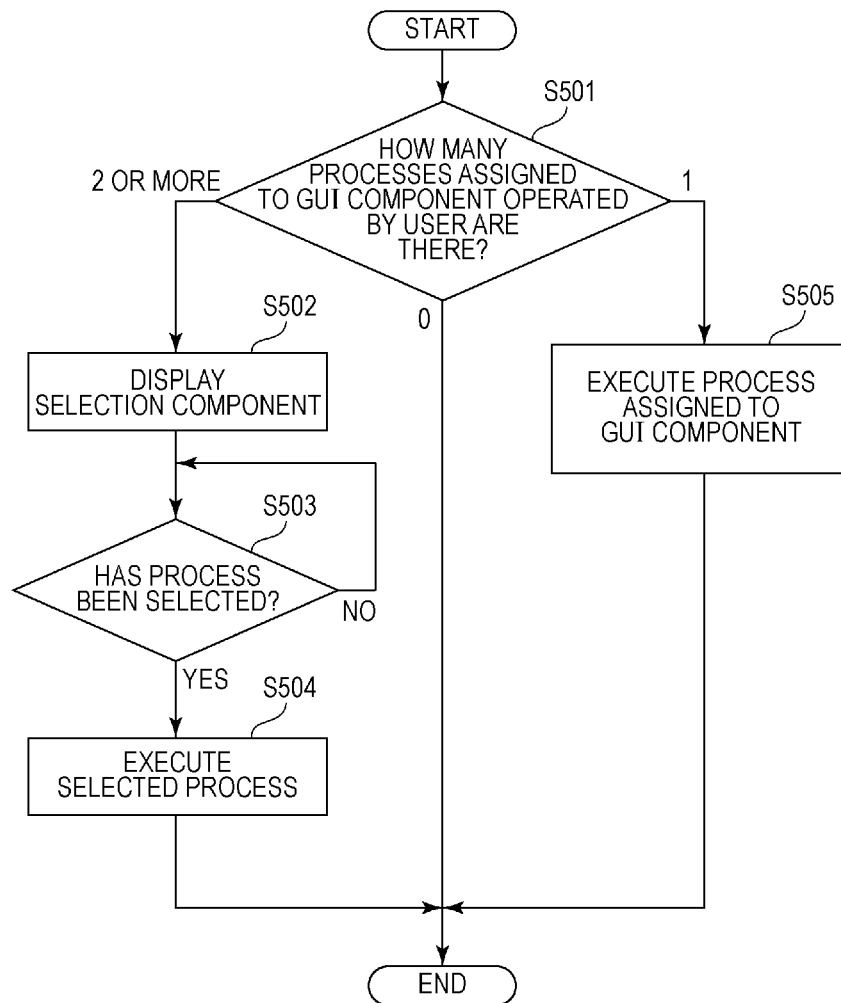 START
S501
HOW MANY
PROCESSES ASSIGNED
TO GUI COMPONENT OPERATED
BY USER ARE
THERE?
2 OR MORE
1
0
S502
DISPLAY
SELECTION COMPONENT
S505
EXECUTE PROCESS
ASSIGNED TO
GUI COMPONENT
S503
HAS PROCESS
BEEN SELECTED?
NO
YES
S504
EXECUTE
SELECTED PROCESS
END